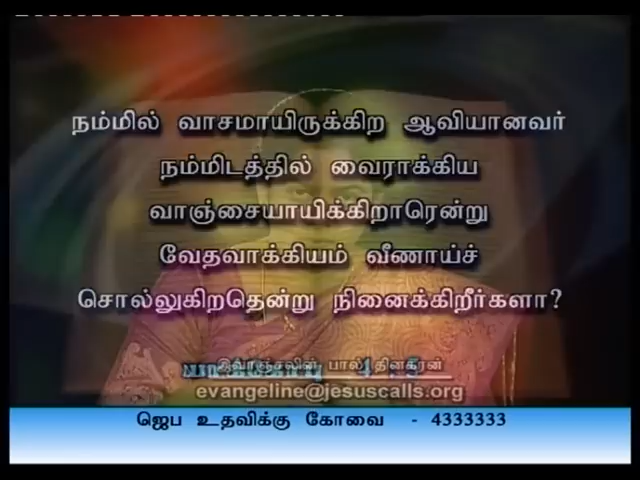 நம்மில் வாசமாயிருக்கிற ஆவியானவர்
நம்மிடத்தில் வைராக்கிய
வாஞ்சையாயிக்கிறாரென்று
வேதவாக்கியம் வீணாய்ச்
சொல்லுகிறதென்று நினைக்கிறீர்களா?
இவாஞ்சலின் பால் தினகரன்
evangeline@jesuscalls.org
ஜெப உதவிக்கு கோவை - 4333333